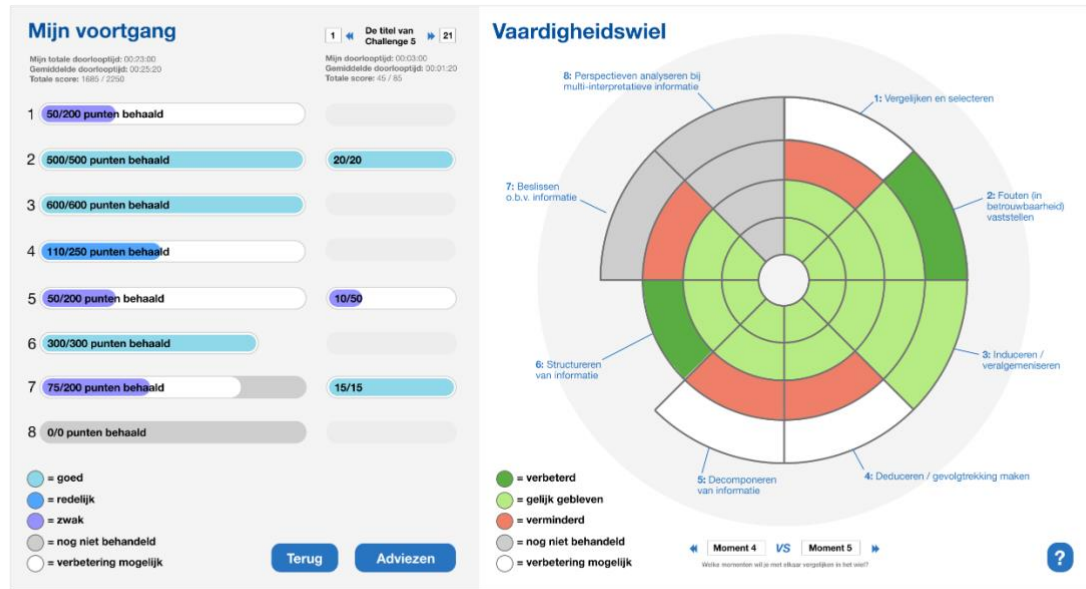 Mijn voortgang
1 De titel van Challenge 5 21
Mijn totale doorlooptijd: 00:23:00
Gemiddelde doorlooptijd: 00:25:20
Totale score: 1685 / 2250
Mijn doorlooptijd: 00:03:00
Gemiddelde doorlooptijd: 00:01:20
Totale score: 45 / 85
1 50/200 punten behaald
2 500/500 punten behaald 20/20
3 600/600 punten behaald
4 110/250 punten behaald
5 50/200 punten behaald 10/50
6 300/300 punten behaald
7 75/200 punten behaald 15/15
8 0/0 punten behaald
= goed
= redelijk
= zwak
= nog niet behandeld
= verbetering mogelijk
Terug
Adviezen
Vaardigheidswiel
8: Perspectieven analyseren bij
multi-interpretatieve informatie
1: Vergelijken en selecteren
7: Beslissen
o.b.v. informatie
2: Fouten (in
betrouwbaarheid)
vaststellen
6: Structureren
van informatie
3: Induceren /
veralgemeniseren
5: Decomponeren
van informatie
4: Deduceren / gevolgtrekking maken
= verbeterd
= gelijk gebleven
= verminderd
= nog niet behandeld
= verbetering mogelijk
Moment 4 VS Moment 5
Welke momenten wil je met elkaar vergelijken in het wiel?
?